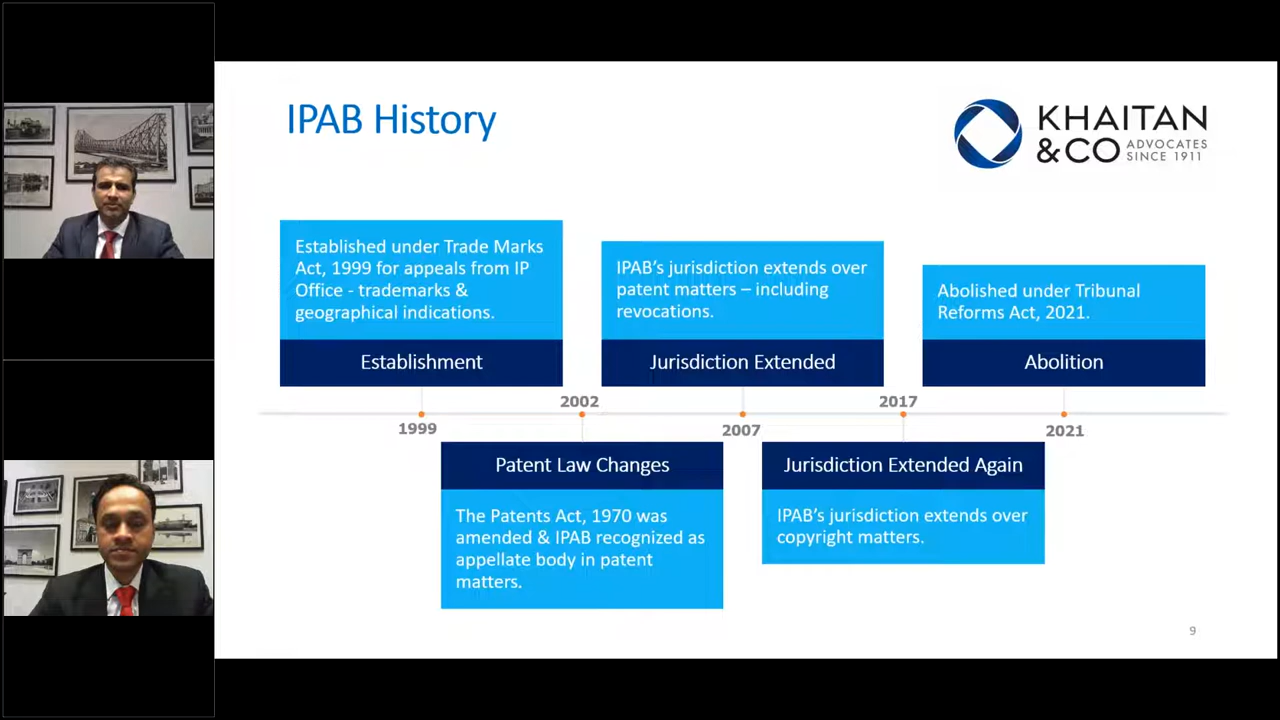 IPAB History
KHAITAN
&CO ADVOCATES
SINCE 1911
Established under Trade Marks
Act, 1999 for appeals from IP
Office - trademarks &
geographical indications.
Establishment
IPAB's jurisdiction extends over
patent matters – including
revocations.
Jurisdiction Extended
Abolished under Tribunal
Reforms Act, 2021.
Abolition
1999
2002
2007
2017
2021
Patent Law Changes
The Patents Act, 1970 was
amended & IPAB recognized as
appellate body in patent
matters.
Jurisdiction Extended Again
IPAB's jurisdiction extends over
copyright matters.
9